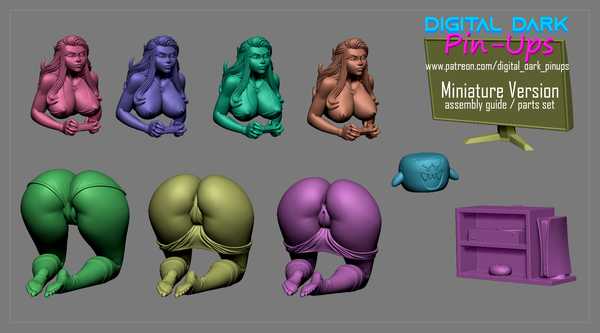 DIGITAL DARK
Pin-Ups
www.patreon.com/digital_dark_pinups
Miniature Version
assembly guide / parts set